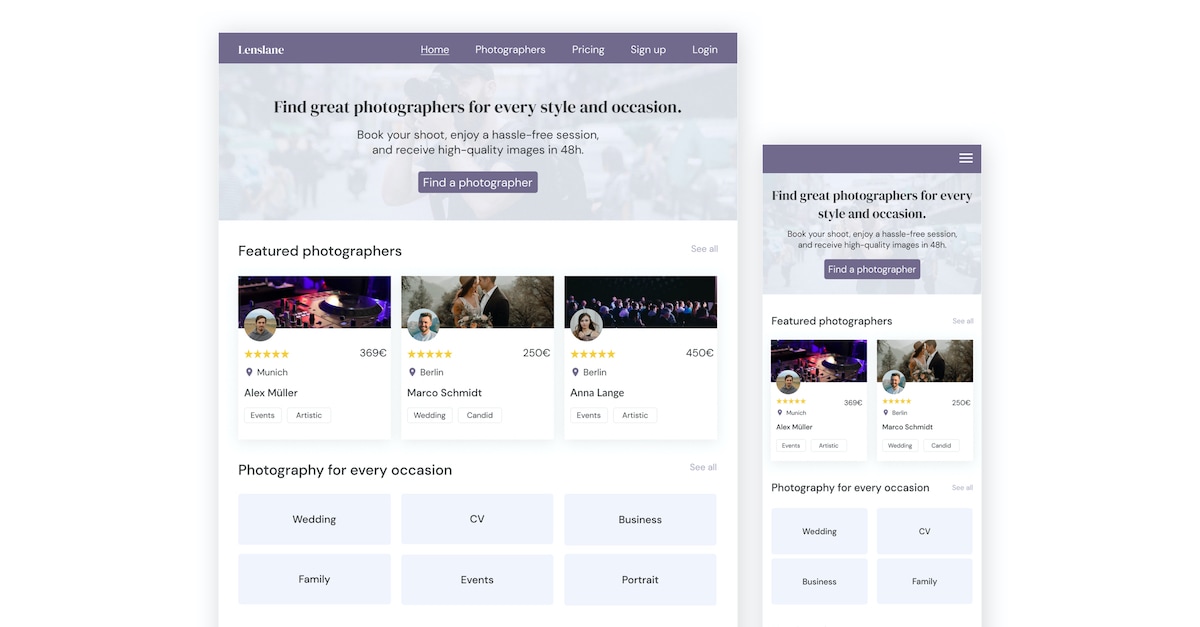 Lenslane
Home Photographers Pricing Sign up Login
Find great photographers for every style and occasion.
Book your shoot, enjoy a hassle-free session,
and receive high-quality images in 48h.
Find a photographer
Featured photographers See all
369€
Munich
Alex Müller
Events Artistic
250€
Berlin
Marco Schmidt
Wedding Candid
450€
Berlin
Anna Lange
Events Artistic
Photography for every occasion See all
Wedding CV Business
Family Events Portrait
Find great photographers for every
style and occasion.
Book your shoot, enjoy a hassle-free session,
and receive high-quality images in 48h.
Find a photographer
Featured photographers See all
369€
Munich
Alex Müller
Events Artistic
250€
Berlin
Marco Schmidt
Wedding Candid
Photography for every occasion See all
Wedding CV
Business Family